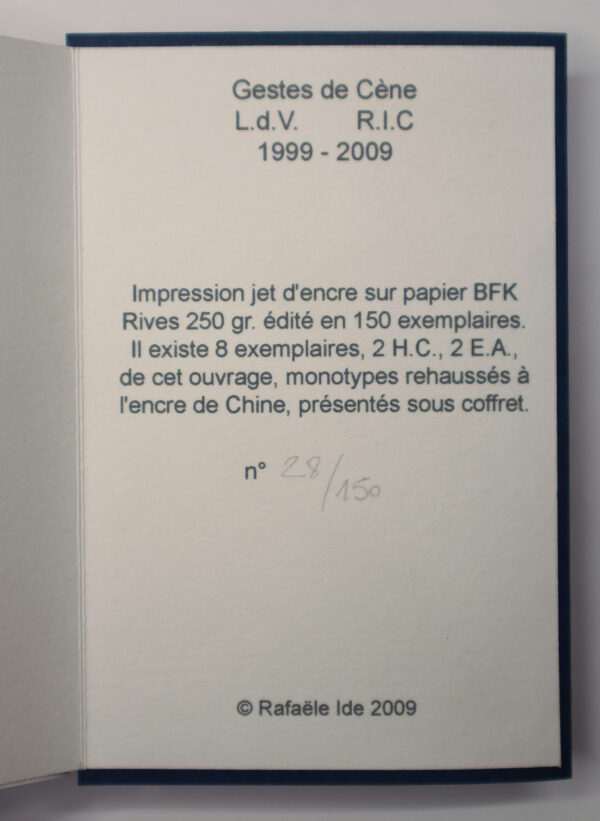 Gestes de Cène
L.d.V. R.I.C
1999 - 2009
Impression jet d'encre sur papier BFK
Rives 250 gr. édité en 150 exemplaires.
Il existe 8 exemplaires, 2 H.C., 2 E.A.,
de cet ouvrage, monotypes rehaussés à
l'encre de Chine, présentés sous coffret.
n° 28/150
© Rafaële Ide 2009